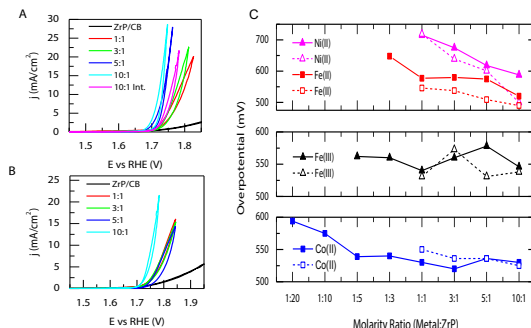 A
j (mA/cm²)
30
25
20
15
10
5
0
ZrP/CB
1:1
3:1
5:1
10:1
10:1 Int.
1.5
1.6
1.7
1.8
E vs RHE (V)
B
j (mA/cm²)
30
25
20
15
10
5
0
ZrP/CB
1:1
3:1
5:1
10:1
1.5
1.6
1.7
1.8
1.9
E vs RHE (V)
C
Overpotential (mV)
700
650
600
550
500
Ni(II)
Ni(II)
Fe(II)
Fe(II)
600
550
500
Fe(III)
Fe(III)
600
550
500
Co(II)
Co(II)
1:20
1:10
1:5
1:3
1:1
3:1
5:1
10:1
Molarity Ratio (Metal:ZrP)